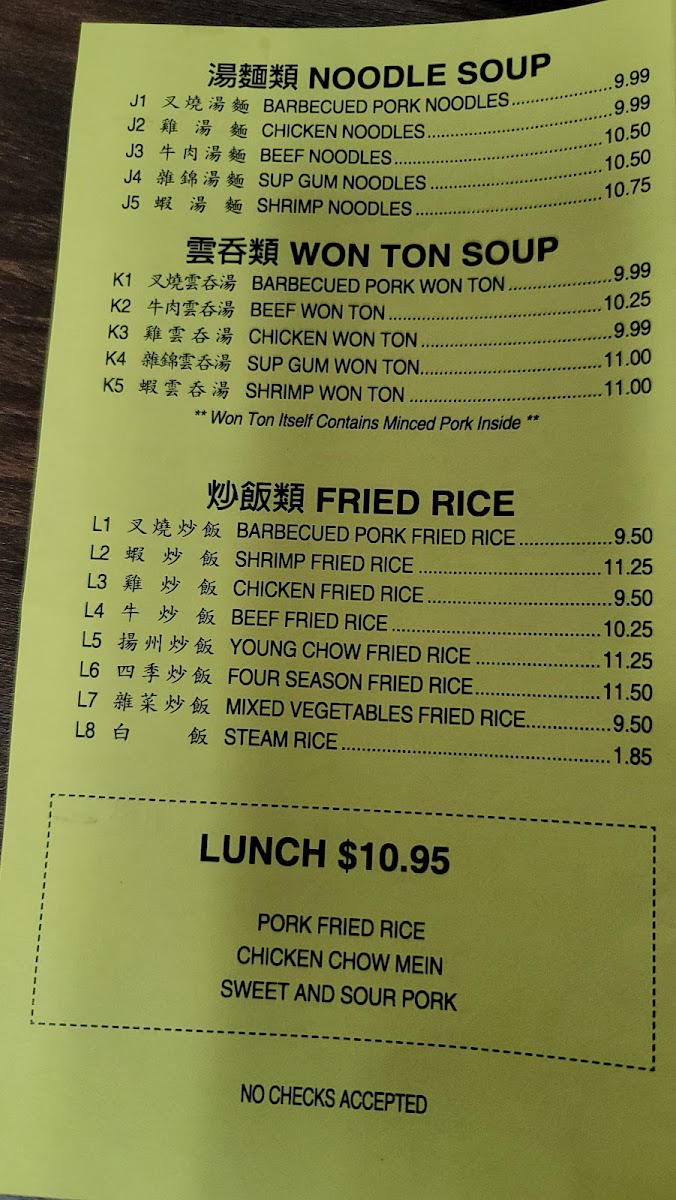 湯麵類 NOODLE SOUP
J1 叉燒湯麵 BARBECUED PORK NOODLES 9.99
J2 雞湯麵 CHICKEN NOODLES 9.99
J3 牛肉湯麵 BEEF NOODLES 10.50
J4 雜錦湯麵 SUP GUM NOODLES 10.50
J5 蝦湯麵 SHRIMP NOODLES 10.75
雲吞類 WON TON SOUP
K1 叉燒雲吞湯 BARBECUED PORK WON TON 9.99
K2 牛肉雲吞湯 BEEF WON TON 10.25
K3 雞雲吞湯 CHICKEN WON TON 9.99
K4 雜錦雲吞湯 SUP GUM WON TON 11.00
K5 蝦雲吞湯 SHRIMP WON TON 11.00
** Won Ton Itself Contains Minced Pork Inside **
炒飯類 FRIED RICE
L1 叉燒炒飯 BARBECUED PORK FRIED RICE 9.50
L2 蝦炒飯 SHRIMP FRIED RICE 11.25
L3 雞炒飯 CHICKEN FRIED RICE 9.50
L4 牛炒飯 BEEF FRIED RICE 10.25
L5 揚州炒飯 YOUNG CHOW FRIED RICE 11.25
L6 四季炒飯 FOUR SEASON FRIED RICE 11.50
L7 雜菜炒飯 MIXED VEGETABLES FRIED RICE 9.50
L8 白飯 STEAM RICE 1.85
LUNCH $10.95
PORK FRIED RICE
CHICKEN CHOW MEIN
SWEET AND SOUR PORK
NO CHECKS ACCEPTED